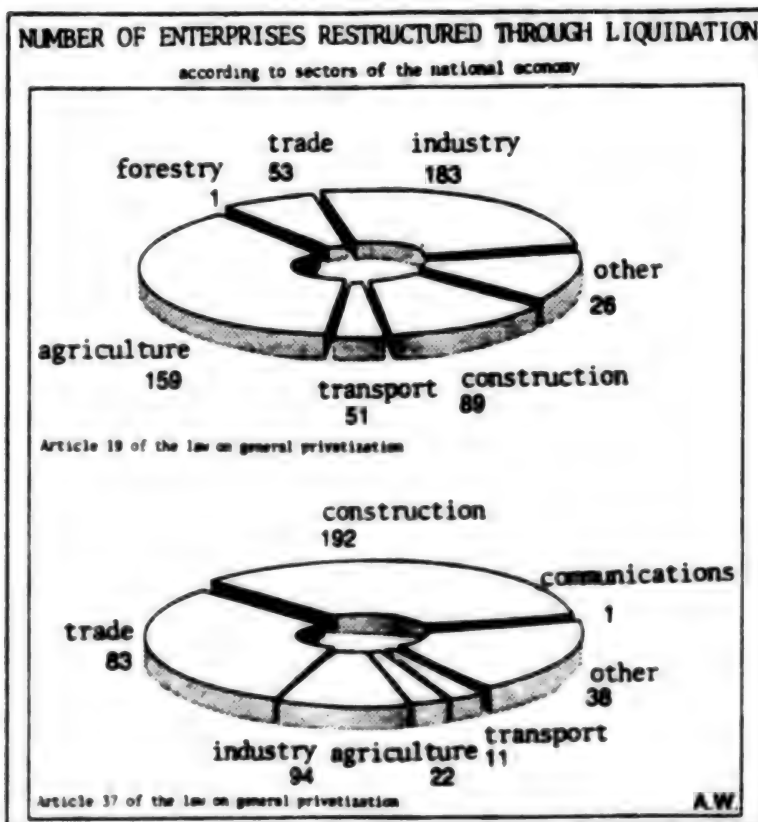 NUMBER OF ENTERPRISES RESTRUCTURED THROUGH LIQUIDATION
according to sectors of the national economy
trade
53
industry
183
forestry
1
other
26
agriculture
159
transport
51
construction
89
Article 19 of the law on general privatization
construction
192
communications
1
trade
83
other
38
transport
11
industry
94
agriculture
22
Article 37 of the law on general privatization
A.W.